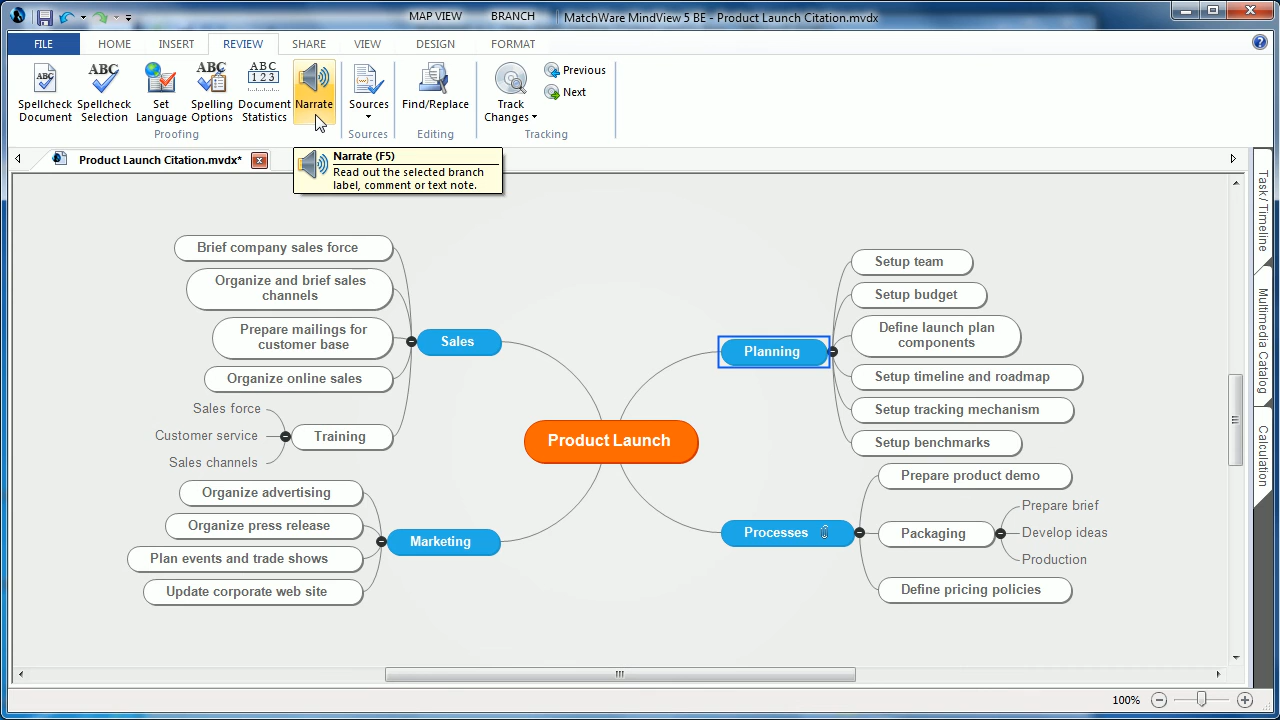 MAP VIEW BRANCH MatchWare MindView 5 BE - Product Launch Citation.mvdx
FILE HOME INSERT REVIEW SHARE VIEW DESIGN FORMAT
Spellcheck Document
Spellcheck Selection
Set Language
Spelling Options
Document Statistics
Narrate
Proofing
Sources
Sources
Find/Replace
Editing
Track Changes
Previous
Next
Tracking
Product Launch Citation.mvdx*
Narrate (F5)
Read out the selected branch
label, comment or text note.
Brief company sales force
Organize and brief sales
channels
Prepare mailings for
customer base
Organize online sales
Sales force
Customer service
Sales channels
Training
Sales
Organize advertising
Organize press release
Plan events and trade shows
Update corporate web site
Marketing
Product Launch
Planning
Setup team
Setup budget
Define launch plan
components
Setup timeline and roadmap
Setup tracking mechanism
Setup benchmarks
Processes
Prepare product demo
Packaging
Prepare brief
Develop ideas
Production
Define pricing policies
Task/Timeline
Multimedia Catalog
Calculation
100%